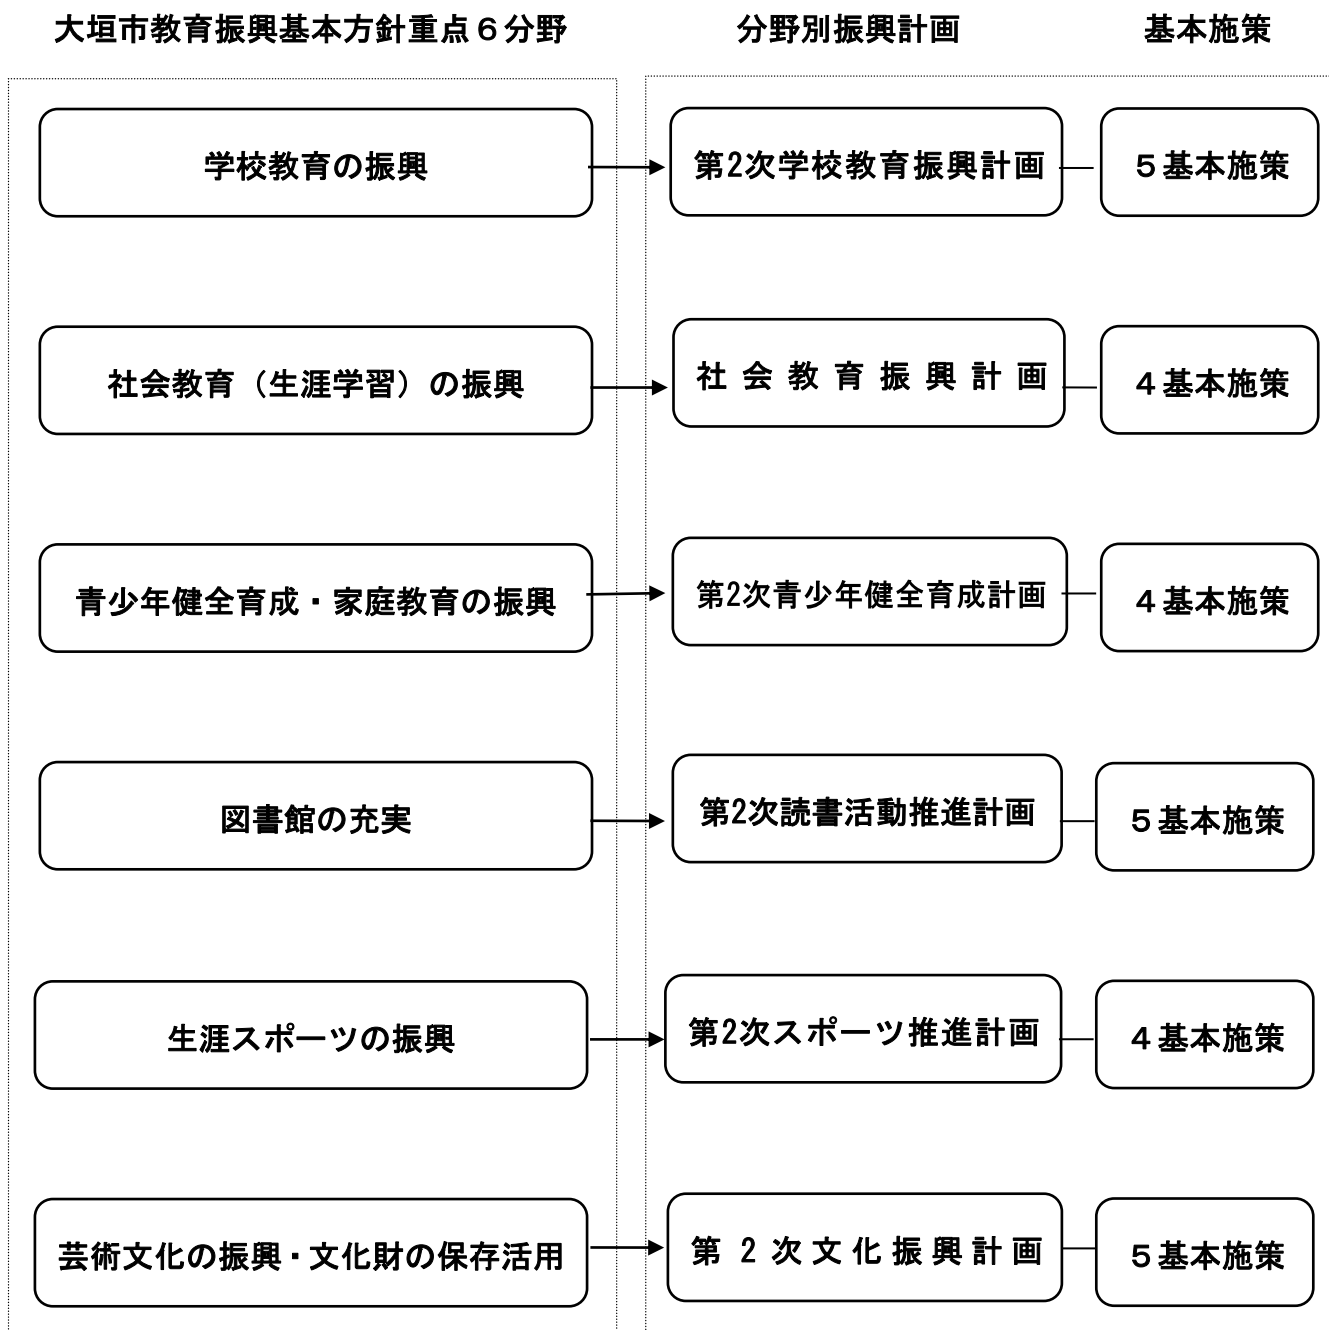 大垣市教育振興基本方針重点６分野　分野別振興計画　基本施策
学校教育の振興　第2次学校教育振興計画　５基本施策
社会教育（生涯学習）の振興　社会教育振興計画　４基本施策
青少年健全育成・家庭教育の振興　第2次青少年健全育成計画　４基本施策
図書館の充実　第2次読書活動推進計画　５基本施策
生涯スポーツの振興　第2次スポーツ推進計画　４基本施策
芸術文化の振興・文化財の保存活用　第２次文化振興計画　５基本施策